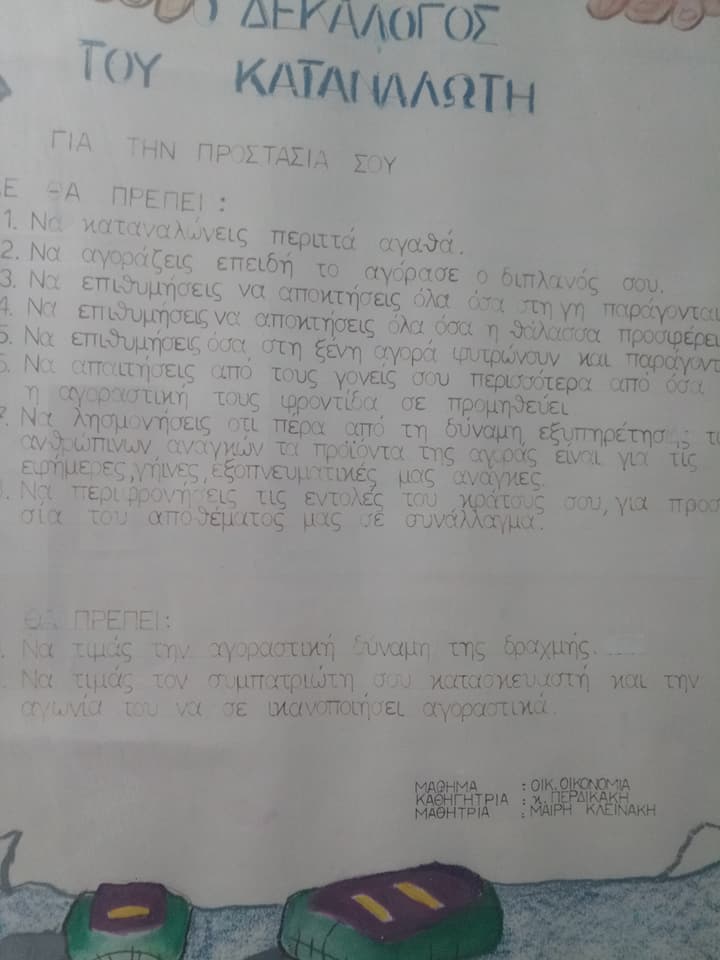 Ο ΔΕΚΑΛΟΓΟΣ
ΤΟΥ ΚΑΤΑΝΑΛΩΤΗ
ΓΙΑ ΤΗΝ ΠΡΟΣΤΑΣΙΑ ΣΟΥ
Ε ΘΑ ΠΡΕΠΕΙ:
1. Να καταναλώνεις περιττά αγαθά.
2. Να αγοράζεις επειδή το αγόρασε ο διπλανός σου.
3. Να επιθυμήσεις να αποκτήσεις όλα όσα στη γη παράγονται
4. Να επιθυμήσεις να αποκτήσεις όλα όσα η θάλασσα προσφέρει
5. Να επιθυμήσεις όσα στη ξένη αγορά φυτρώνουν και παράγοντ
6. Να απαιτήσεις από τους γονείς σου περισσότερα από όσα
η αγοραστική τους φροντίδα σε προμηθεύει
7. Να λησμονήσεις οτι πέρα από τη δύναμη εξυπηρέτησης τ
ανθρώπινων αναγκών τα προϊόντα της αγοράς είναι για τις
εφήμερες, γήινες, εξοπνευματικές μας ανάγκες.
Να περιφρονήσεις τις εντολές του κράτους σου, για προσ
σία του αποθέματος μας σε συνάλλαγμα.
ΘΑ ΠΡΕΠΕΙ:
Να τιμάς την αγοραστική δύναμη της δραχμής.
Να τιμάς τον συμπατριώτη σου κατασκευαστή και την
αγωνία του να σε ικανοποιήσει αγοραστικά.
ΜΑΘΗΜΑ : ΟΙΚ. ΟΙΚΟΝΟΜΙΑ
ΚΑΘΗΓΗΤΡΙΑ : κ. ΠΕΡΔΙΚΑΚΗ
ΜΑΘΗΤΡΙΑ : ΜΑΙΡΗ ΚΛΕΙΝΑΚΗ